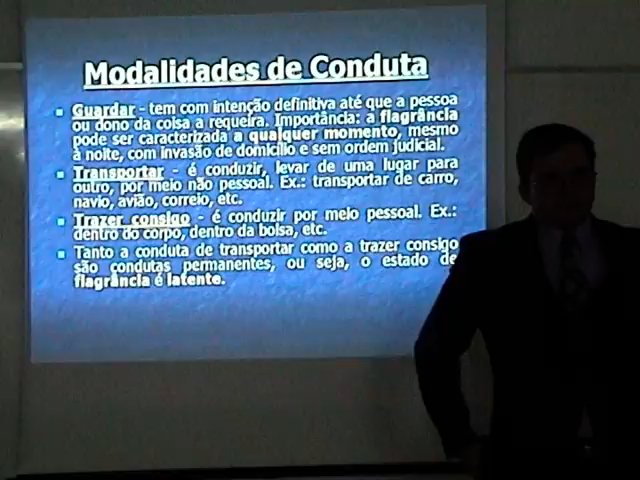 Modalidades de Conduta
Guardar - tem com intenção definitiva até que a pessoa
ou dono da coisa a requeira. Importância: a flagrância
pode ser caracterizada a qualquer momento, mesmo
à noite, com invasão de domicílio e sem ordem judicial.
Transportar - é conduzir, levar de uma lugar para
outro, por meio não pessoal. Ex.: transportar de carro,
navio, avião, correio, etc.
Trazer consigo - é conduzir por meio pessoal. Ex.:
dentro do corpo, dentro da bolsa, etc.
Tanto a conduta de transportar como a trazer consigo
são condutas permanentes, ou seja, o estado de
flagrância é latente.